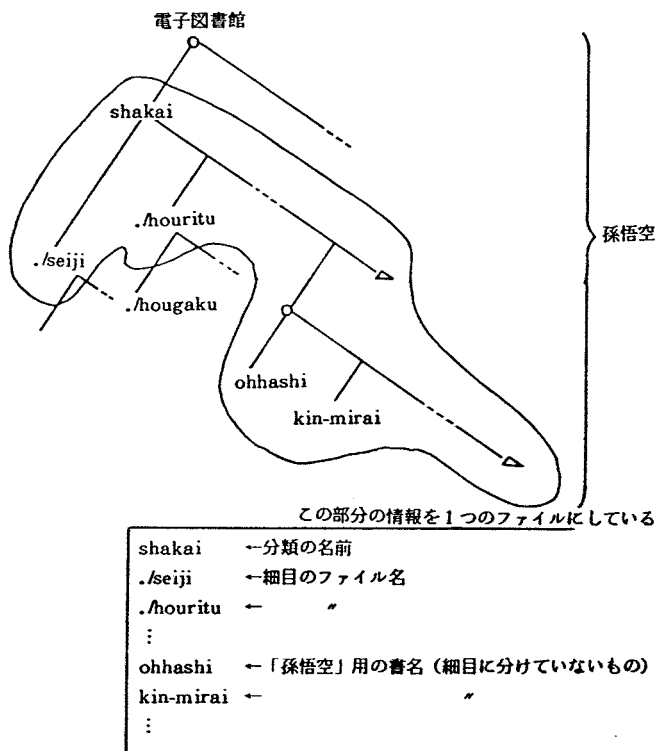 電子図書館
shakai
./houritu
./seiji
./hougaku
孫悟空
ohhashi
kin-mirai
この部分の情報を1つのファイルにしている
shakai ←分類の名前
./seiji ←細目のファイル名
./houritu ← 〃
⋮
ohhashi ←「孫悟空」用の書名(細目に分けていないもの)
kin-mirai ← 〃
⋮